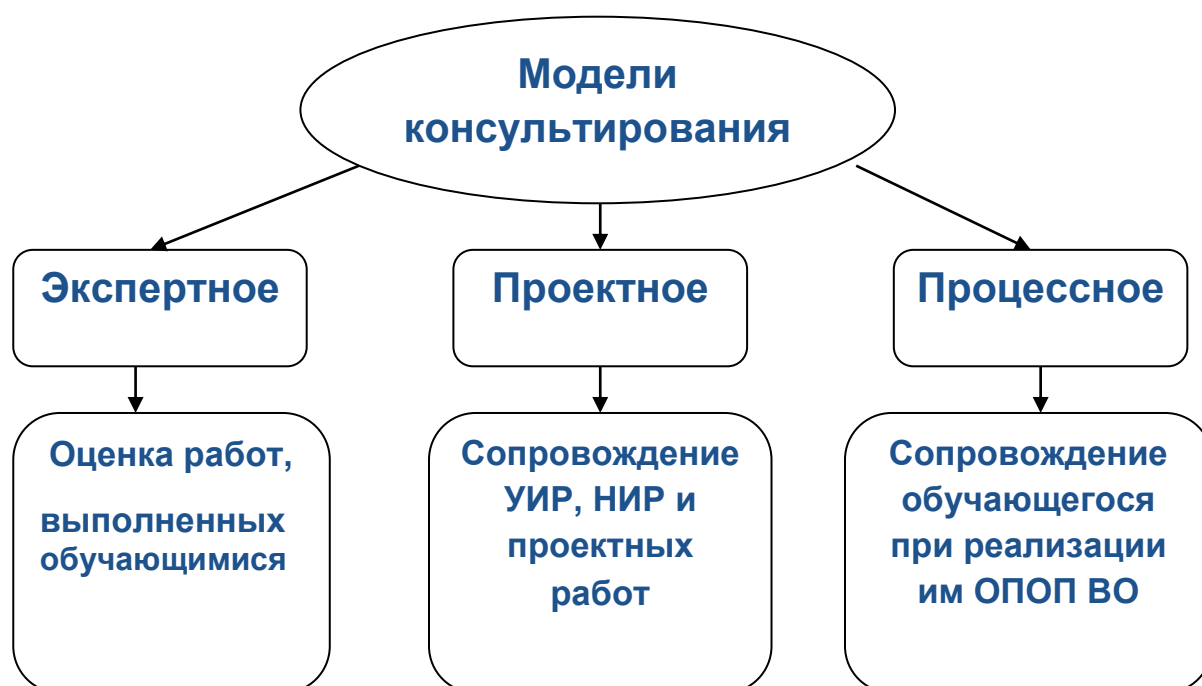 Модели
консультирования
Экспертное
Проектное
Процессное
Оценка работ,
выполненных
обучающимися
Сопровождение
УИР, НИР и
проектных
работ
Сопровождение
обучающегося
при реализации
им ОПОП ВО